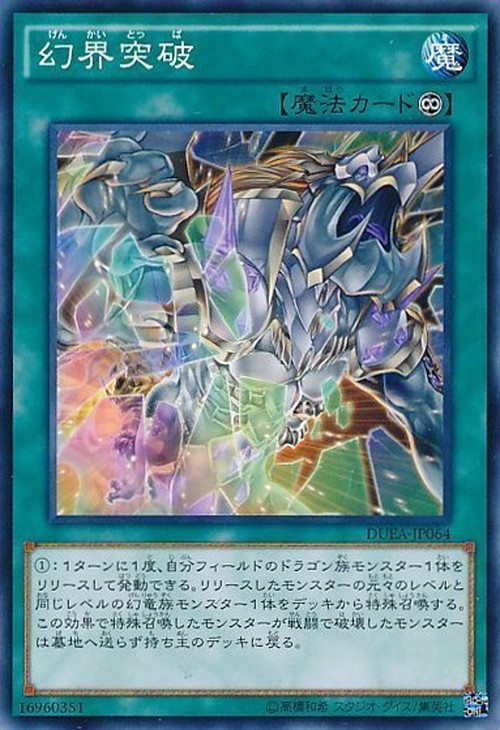 げん かい とっ ぱ
幻界突破
魔
ま ほう
【魔法カード】
DUEA-JP064
①：１ターンに１度、自分フィールドのドラゴン族モンスター１体を
リリースして発動できる。リリースしたモンスターの元々のレベルと
同じレベルの幻竜族モンスター１体をデッキから特殊召喚する。
この効果で特殊召喚したモンスターが戦闘で破壊したモンスター
は墓地へ送らず持ち主のデッキに戻る。
16960351
©高橋和希 スタジオ・ダイス/集英社